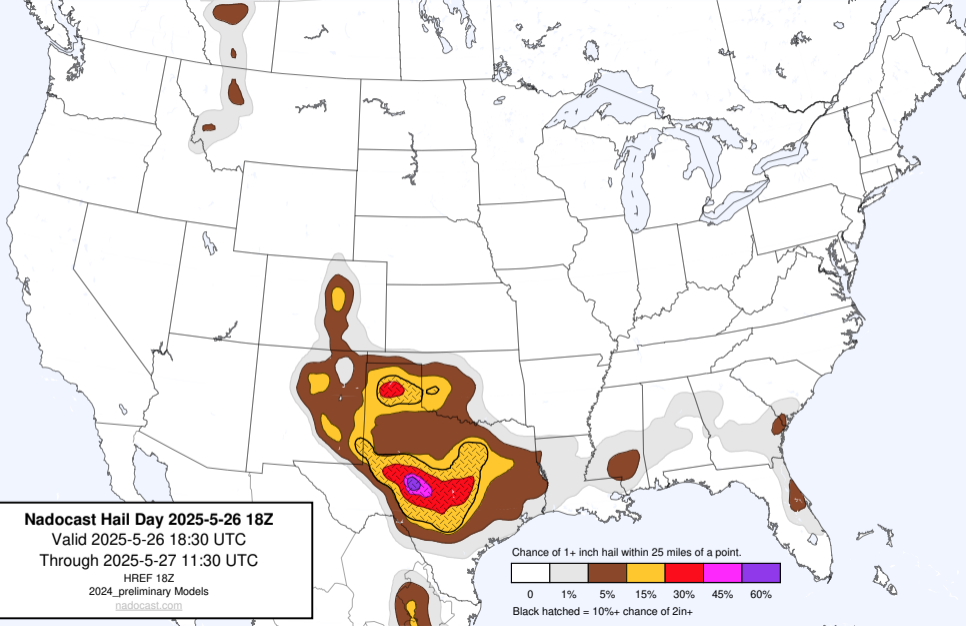 Nadocast Hail Day 2025-5-26 18Z
Valid 2025-5-26 18:30 UTC
Through 2025-5-27 11:30 UTC
HREF 18Z
2024_preliminary Models
nadocast.com
Chance of 1+ inch hail within 25 miles of a point.
0 1% 5% 15% 30% 45% 60%
Black hatched = 10%+ chance of 2in+